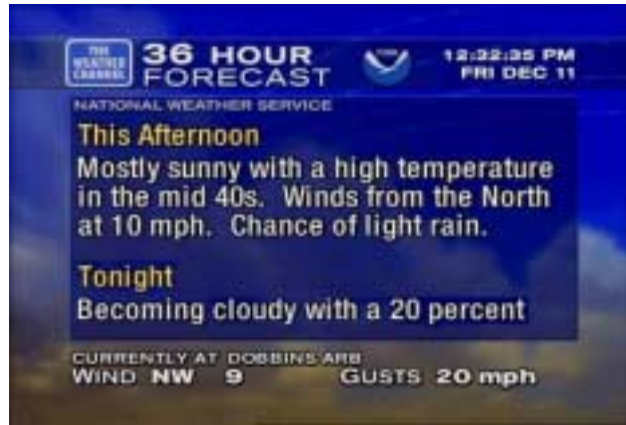 THE WEATHER CHANNEL
36 HOUR
FORECAST
12:32:35 PM
FRI DEC 11
NATIONAL WEATHER SERVICE
This Afternoon
Mostly sunny with a high temperature
in the mid 40s.  Winds from the North
at 10 mph.  Chance of light rain.
Tonight
Becoming cloudy with a 20 percent
CURRENTLY AT DOBBINS ARB
WIND NW 9 GUSTS 20 mph